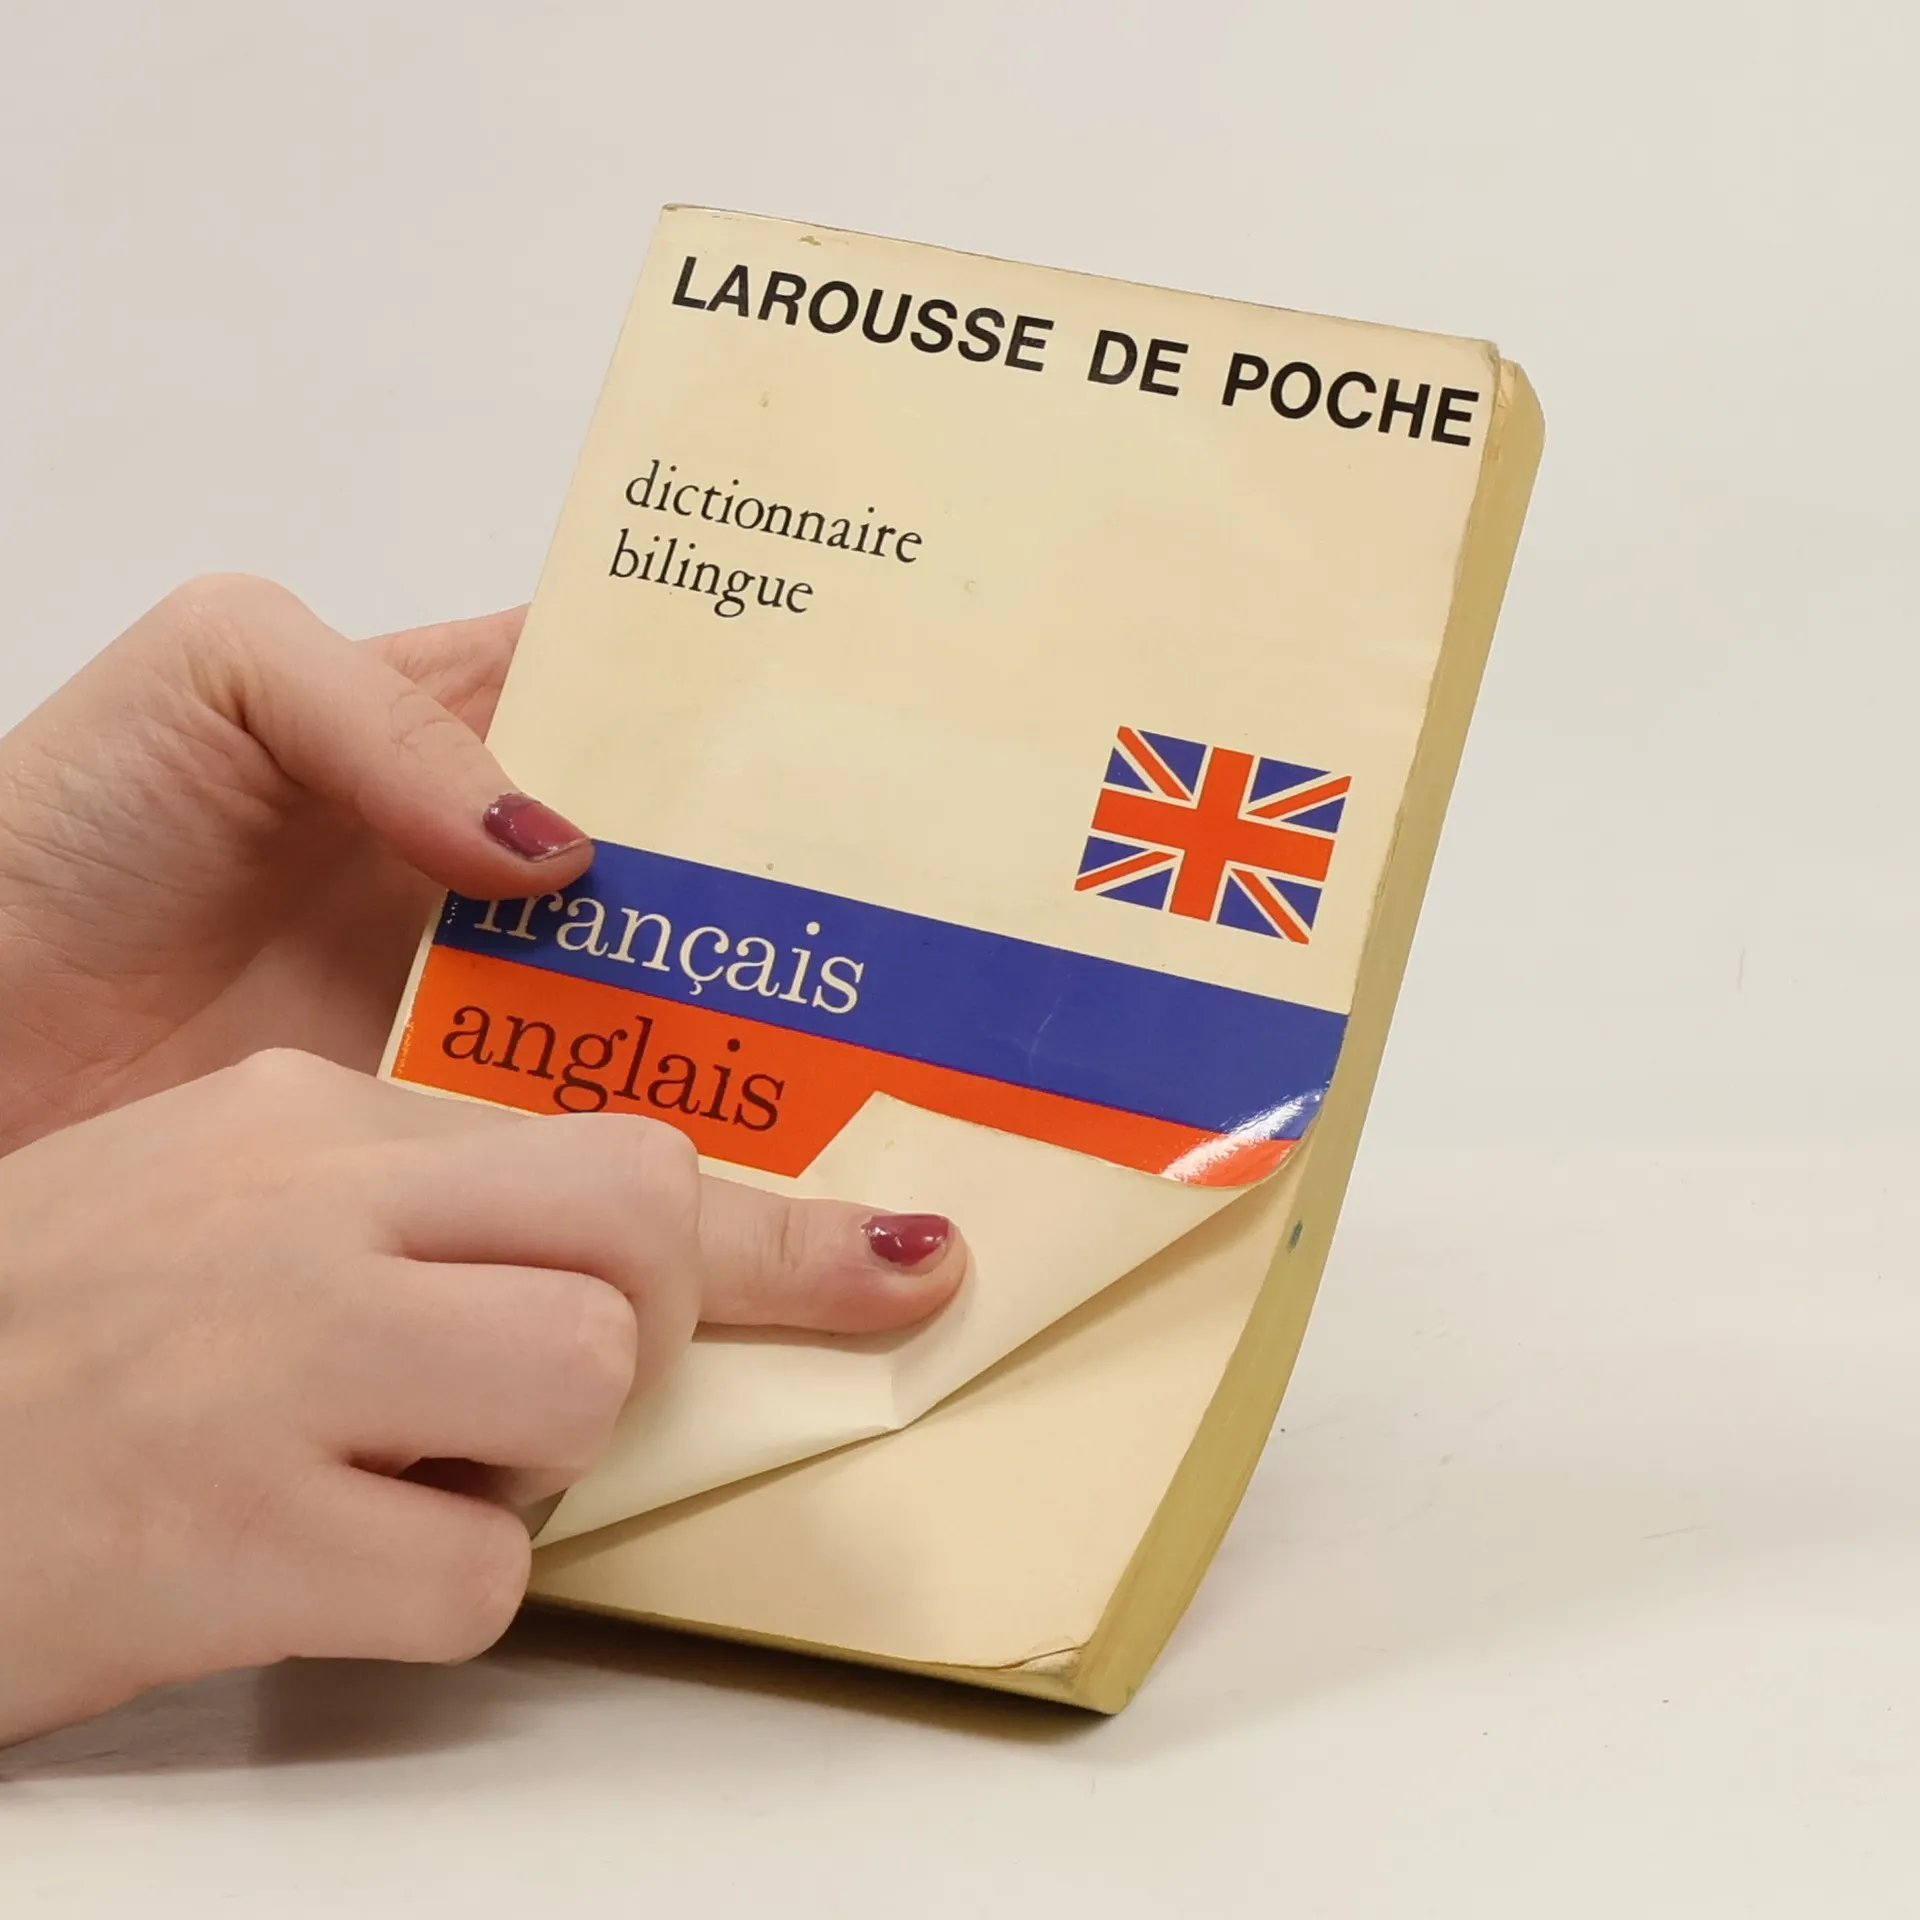 LAROUSSE DE POCHE
dictionnaire
bilingue
français
anglais